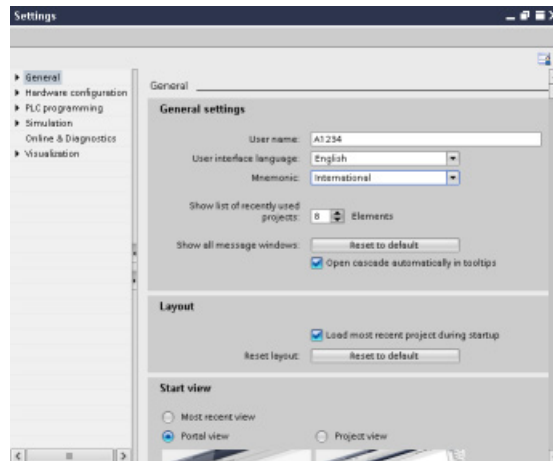 Settings
General
Hardware configuration
PLC programming
Simulation
Online & Diagnostics
Visualization
General
General settings
User name: A1234
User interface language: English
Mnemonic: International
Show list of recently used
projects: 8 Elements
Show all message windows: Reset to default
Open cascade automatically in tooltips
Layout
Load most recent project during startup
Reset layout: Reset to default
Start view
Most recent view
Portal view Project view